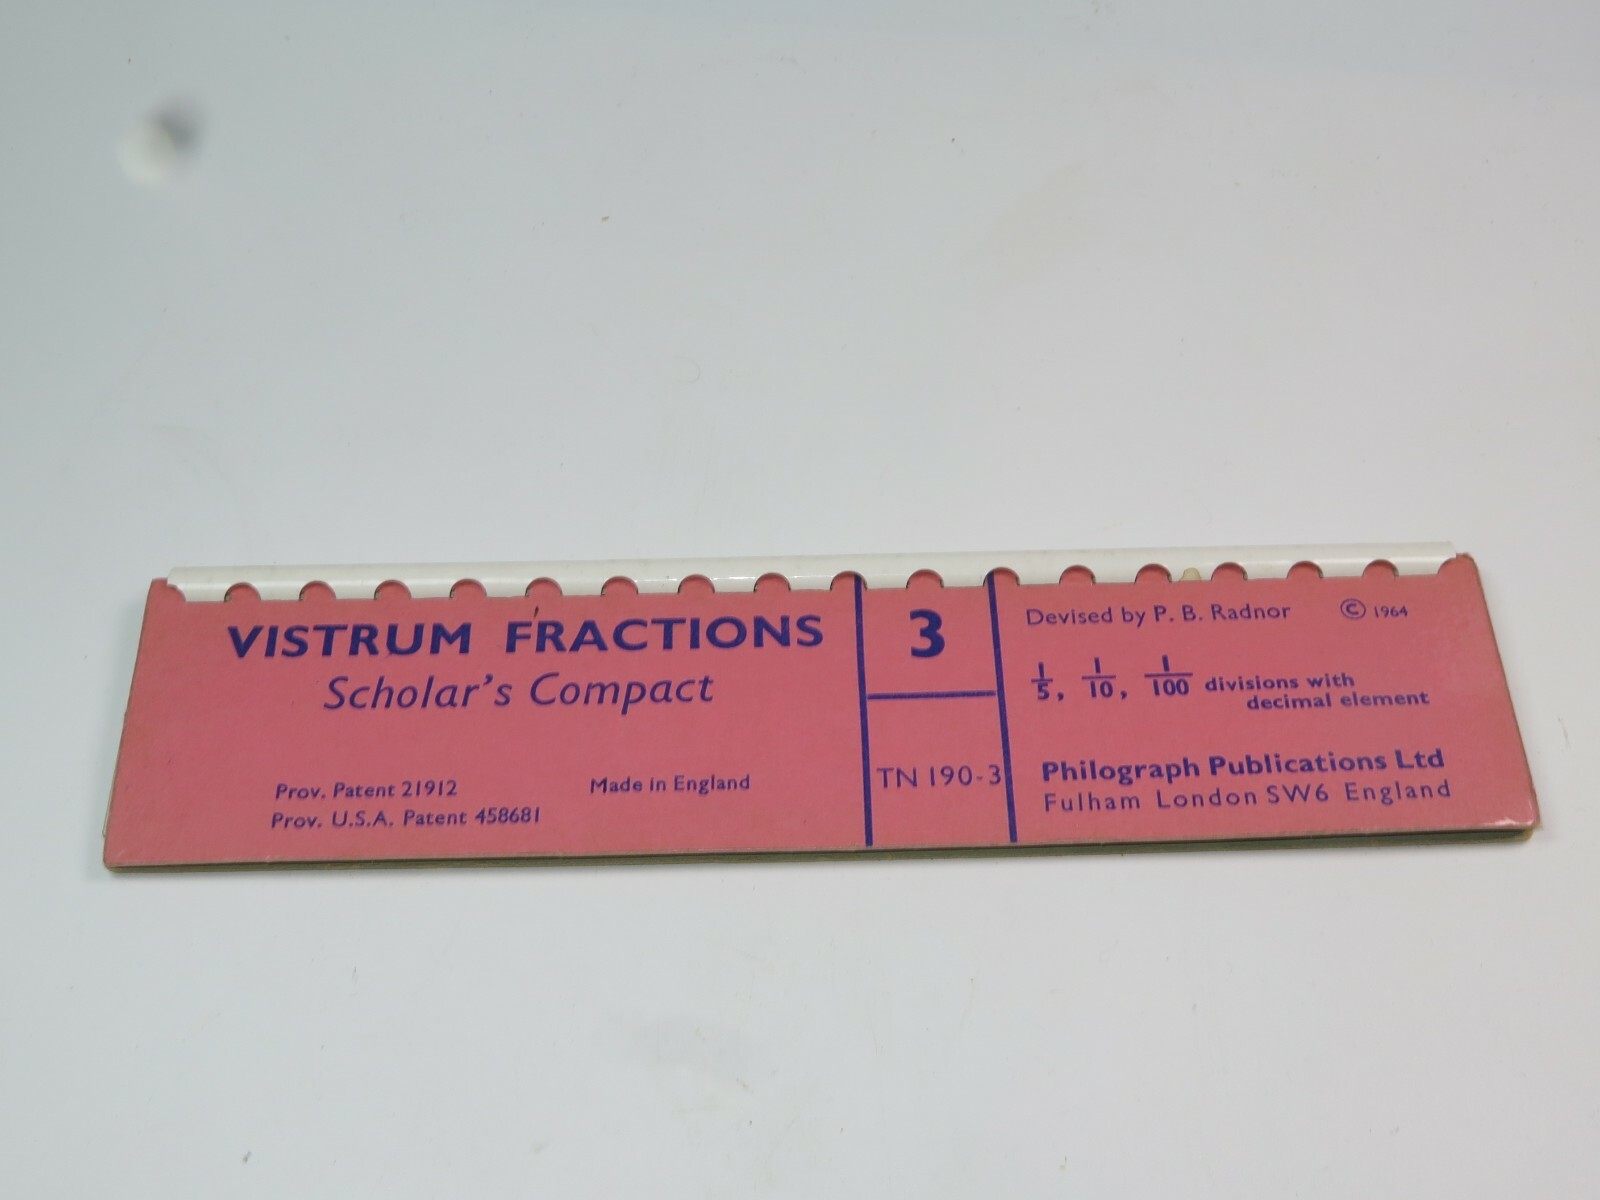 VISTRUM FRACTIONS
Scholar's Compact
Prov. Patent 21912
Prov. U.S.A. Patent 458681
Made in England
3
TN 190-3
Devised by P. B. Radnor © 1964
1/5, 1/10, 1/100 divisions with
decimal element
Philograph Publications Ltd
Fulham London SW6 England